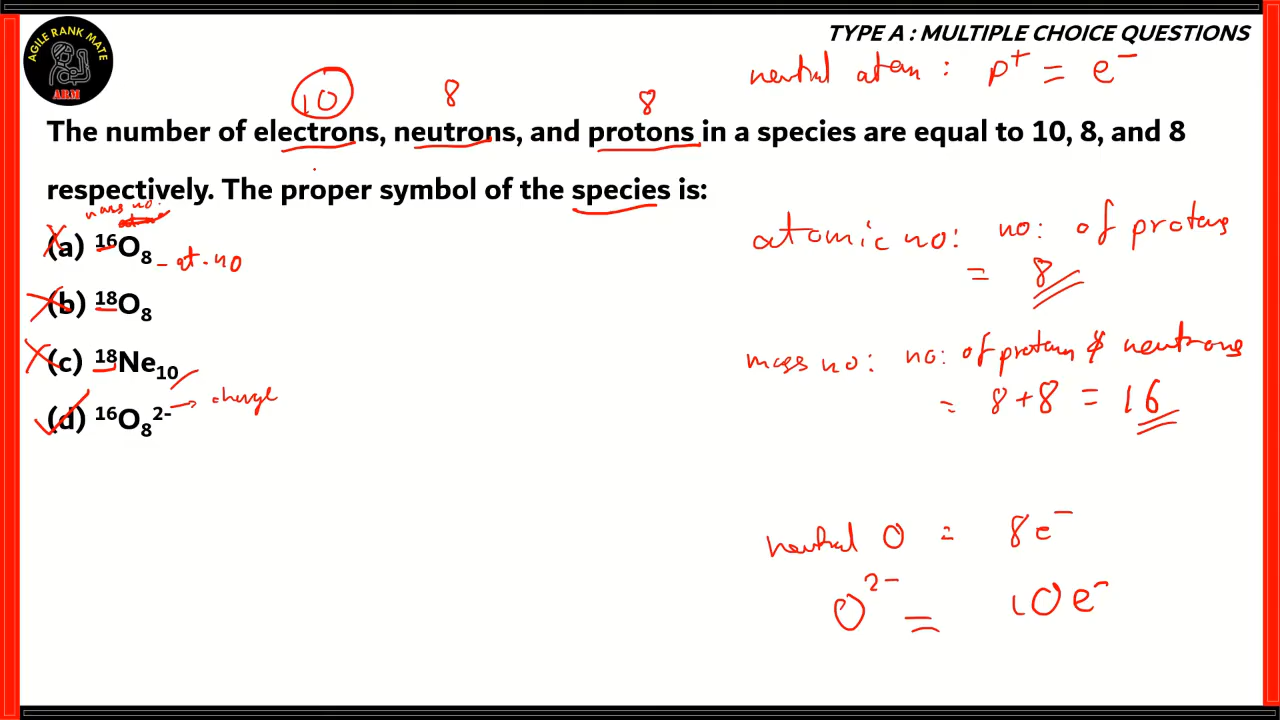 AGILE RANK MATE
ARM
TYPE A : MULTIPLE CHOICE QUESTIONS
neutral atom : p⁺ = e⁻
10 8 8
The number of electrons, neutrons, and protons in a species are equal to 10, 8, and 8
respectively. The proper symbol of the species is:
mass no:
(a) ¹⁶O₈ - at. no
(b) ¹⁸O₈
(c) ¹⁸Ne₁₀
(d) ¹⁶O₈²⁻ → charge
atomic no: no: of protons
= 8
mass no: no: of protons & neutrons
= 8 + 8 = 16
neutral O = 8e⁻
O²⁻ = 10e⁻